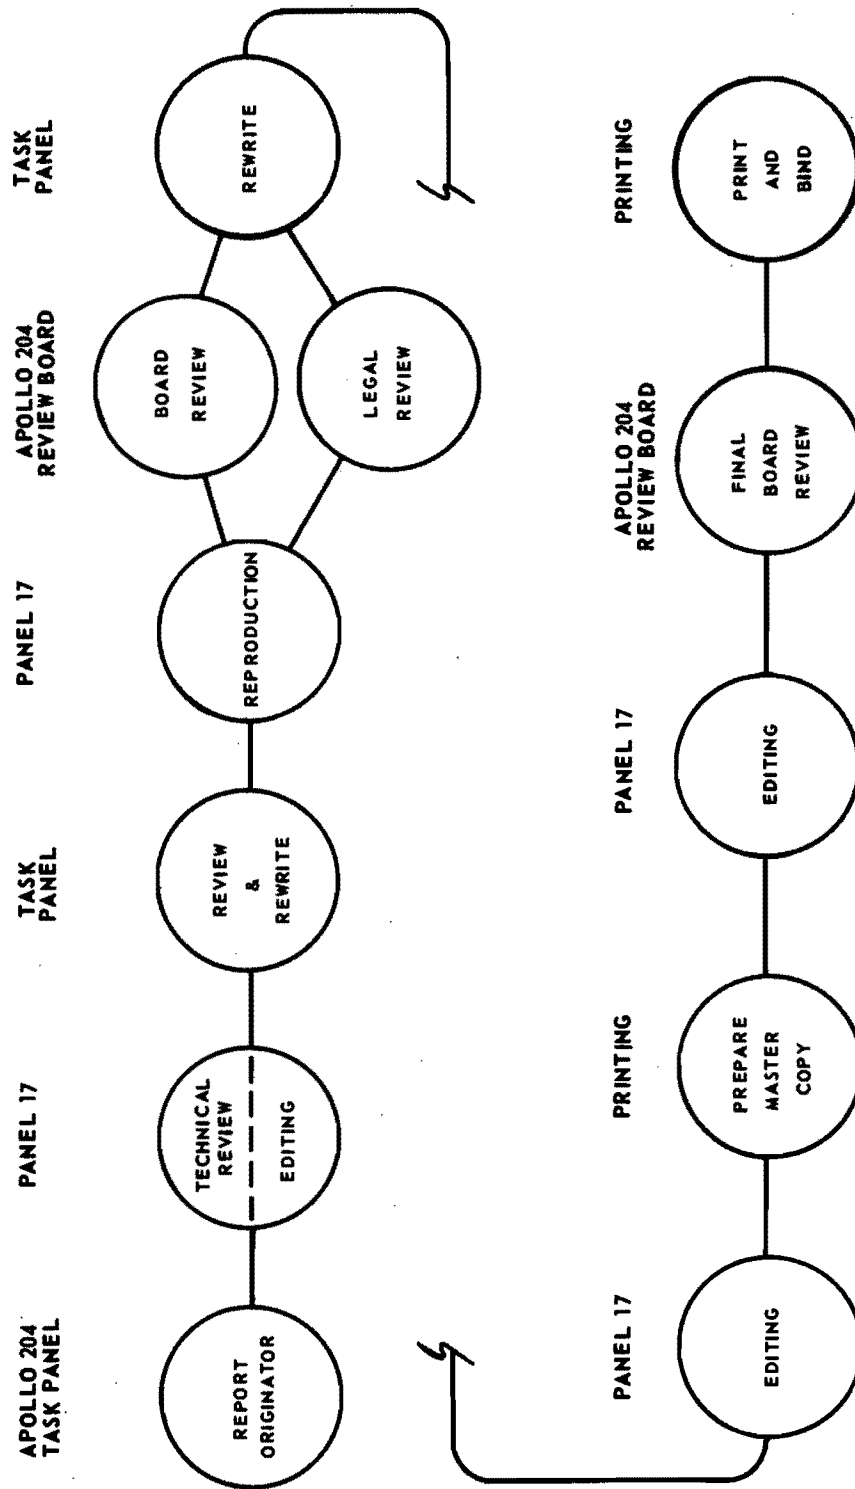 APOLLO 204
TASK PANEL
PANEL 17
TASK
PANEL
PANEL 17
APOLLO 204
REVIEW BOARD
TASK
PANEL
REPORT
ORIGINATOR
TECHNICAL
REVIEW
EDITING
REVIEW
&
REWRITE
REPRODUCTION
BOARD
REVIEW
LEGAL
REVIEW
REWRITE
PANEL 17
PRINTING
PANEL 17
APOLLO 204
REVIEW BOARD
PRINTING
EDITING
PREPARE
MASTER
COPY
EDITING
FINAL
BOARD
REVIEW
PRINT
AND
BIND